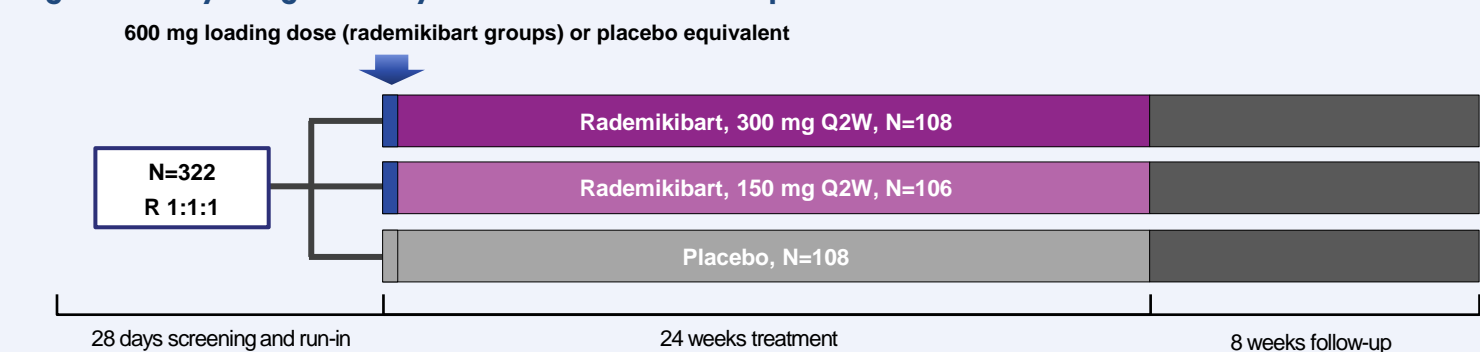 600 mg loading dose (rademikibart groups) or placebo equivalent
Rademikibart, 300 mg Q2W, N=108
N=322
R 1:1:1
Rademikibart, 150 mg Q2W, N=106
Placebo, N=108
28 days screening and run-in
24 weeks treatment
8 weeks follow-up